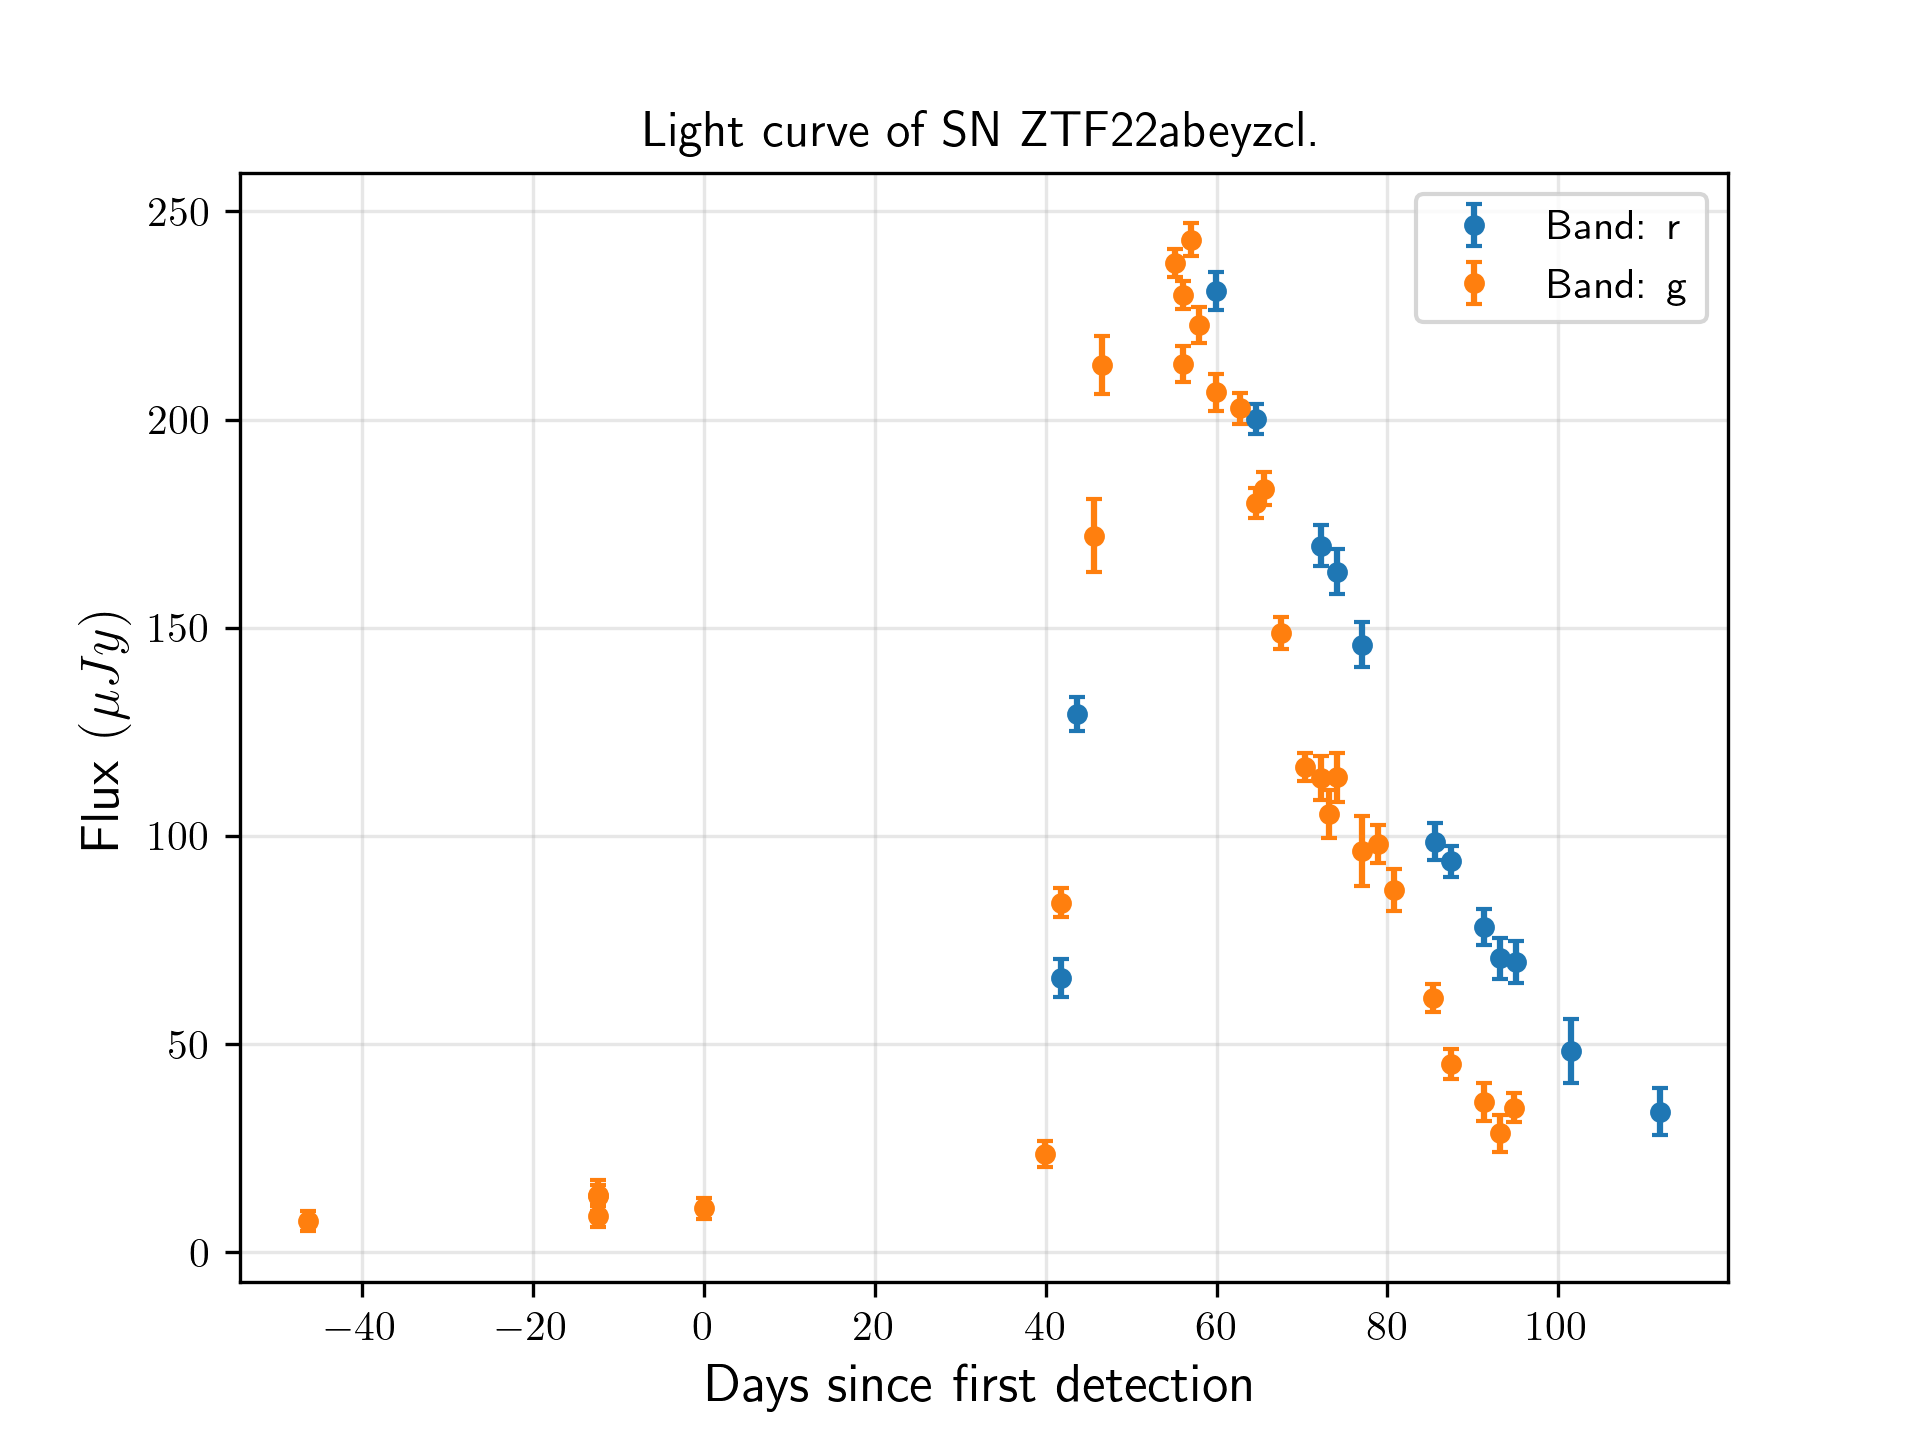 Light curve of SN ZTF22abeyzcl.
Band: r
Band: g
250
200
150
100
50
0
Flux (μJy)
−40 −20 0 20 40 60 80 100
Days since first detection